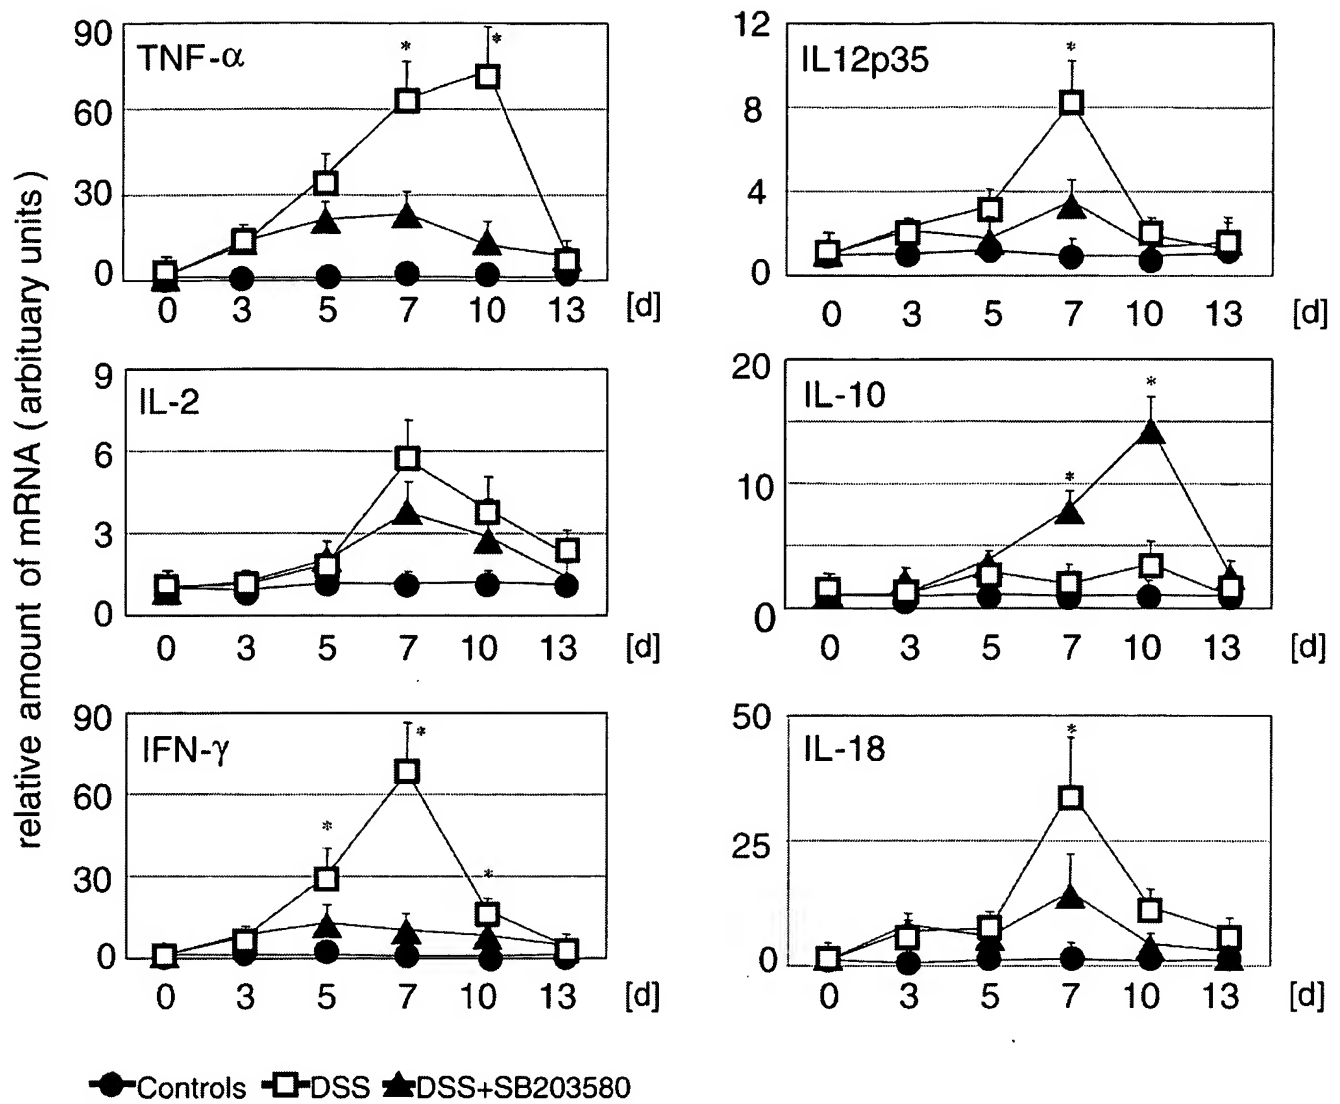 relative amount of mRNA (arbituary units)
TNF-α
90
60
30
0
0 3 5 7 10 13 [d]
* *
IL12p35
12
8
4
0
0 3 5 7 10 13 [d]
*
IL-2
9
6
3
0
0 3 5 7 10 13 [d]
IL-10
20
10
0
0 3 5 7 10 13 [d]
* *
IFN-γ
90
60
30
0
0 3 5 7 10 13 [d]
* * *
IL-18
50
25
0
0 3 5 7 10 13 [d]
*
Controls DSS DSS+SB203580